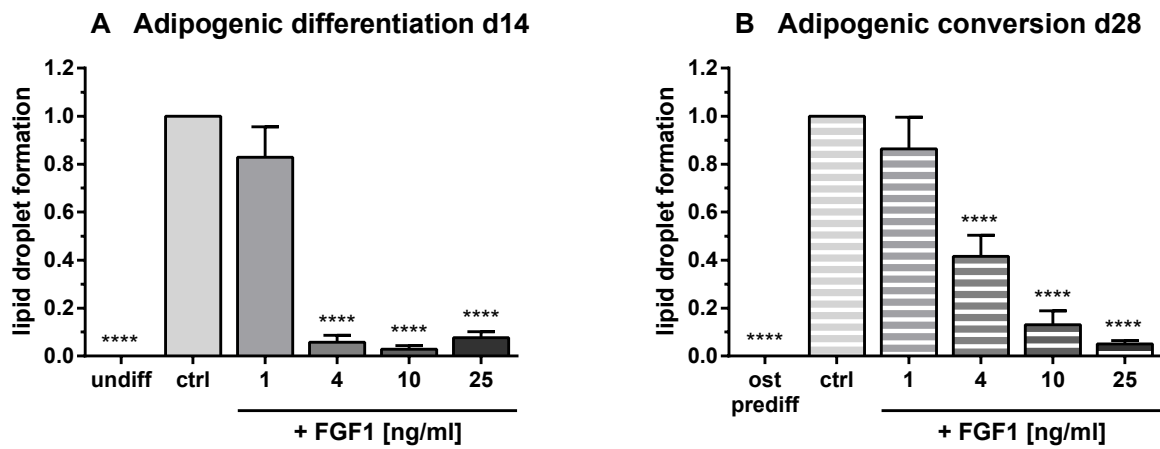 A Adipogenic differentiation d14
lipid droplet formation
1.2
1.0
0.8
0.6
0.4
0.2
0.0
****
****
****
****
undiff ctrl 1 4 10 25
+ FGF1 [ng/ml]
B Adipogenic conversion d28
lipid droplet formation
1.2
1.0
0.8
0.6
0.4
0.2
0.0
****
****
****
****
ost ctrl 1 4 10 25
prediff
+ FGF1 [ng/ml]